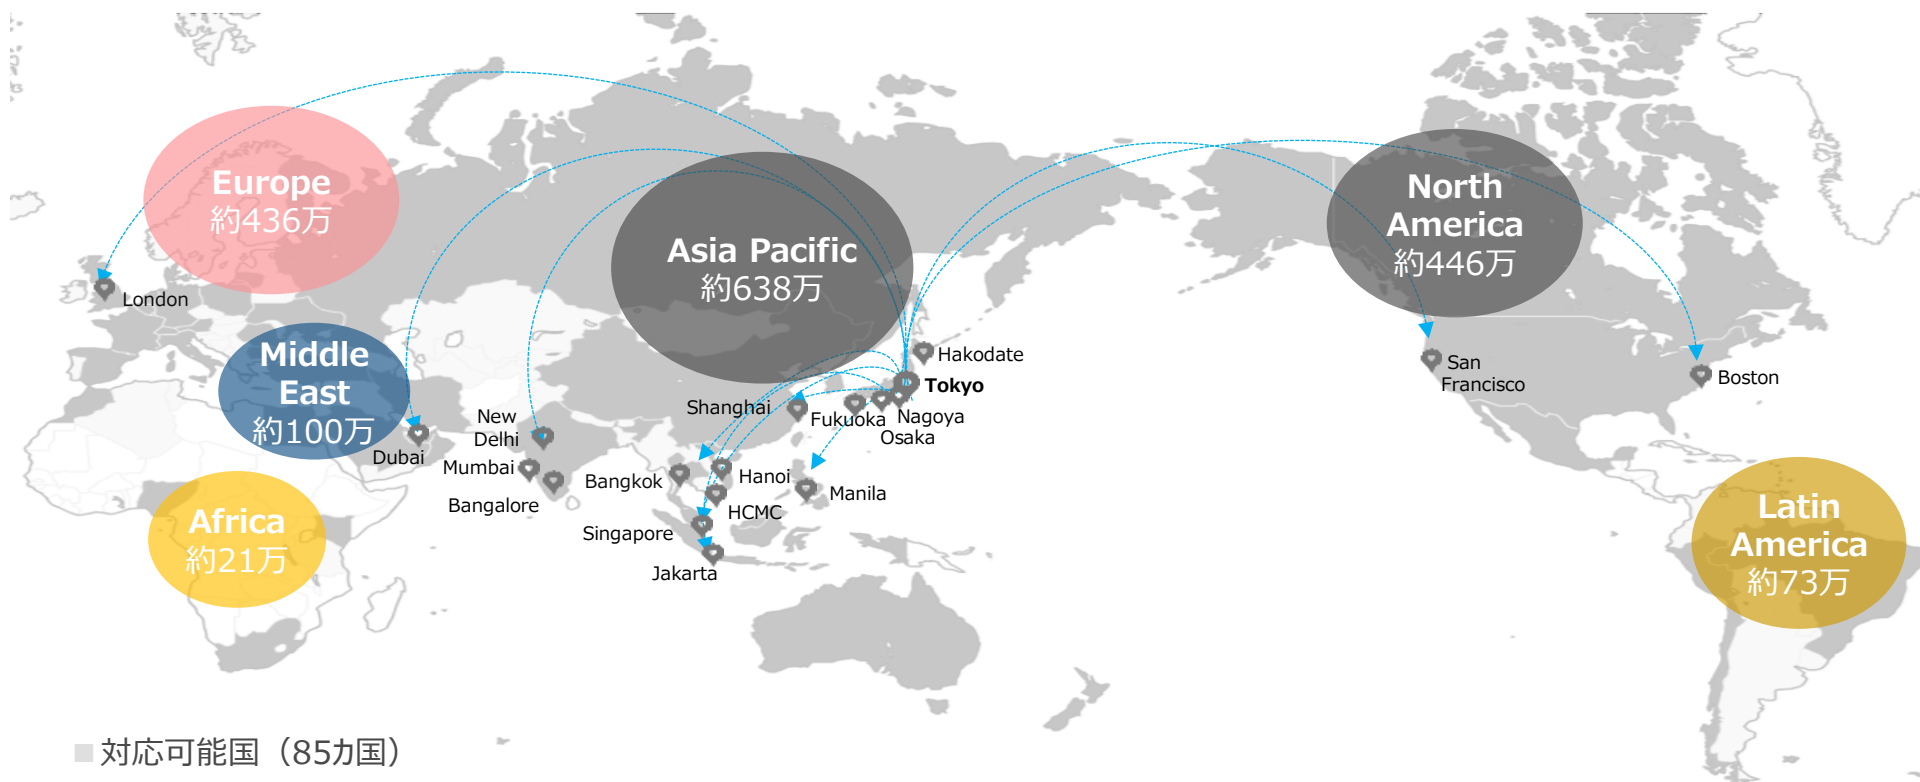 Europe
約436万
Asia Pacific
約638万
North
America
約446万
Middle
East
約100万
Africa
約21万
Latin
America
約73万
London
Dubai
New
Delhi
Mumbai
Bangalore
Bangkok
Singapore
Jakarta
Hanoi
HCMC
Manila
Shanghai
Fukuoka
Osaka
Nagoya
Tokyo
Hakodate
San
Francisco
Boston
対応可能国（85カ国）